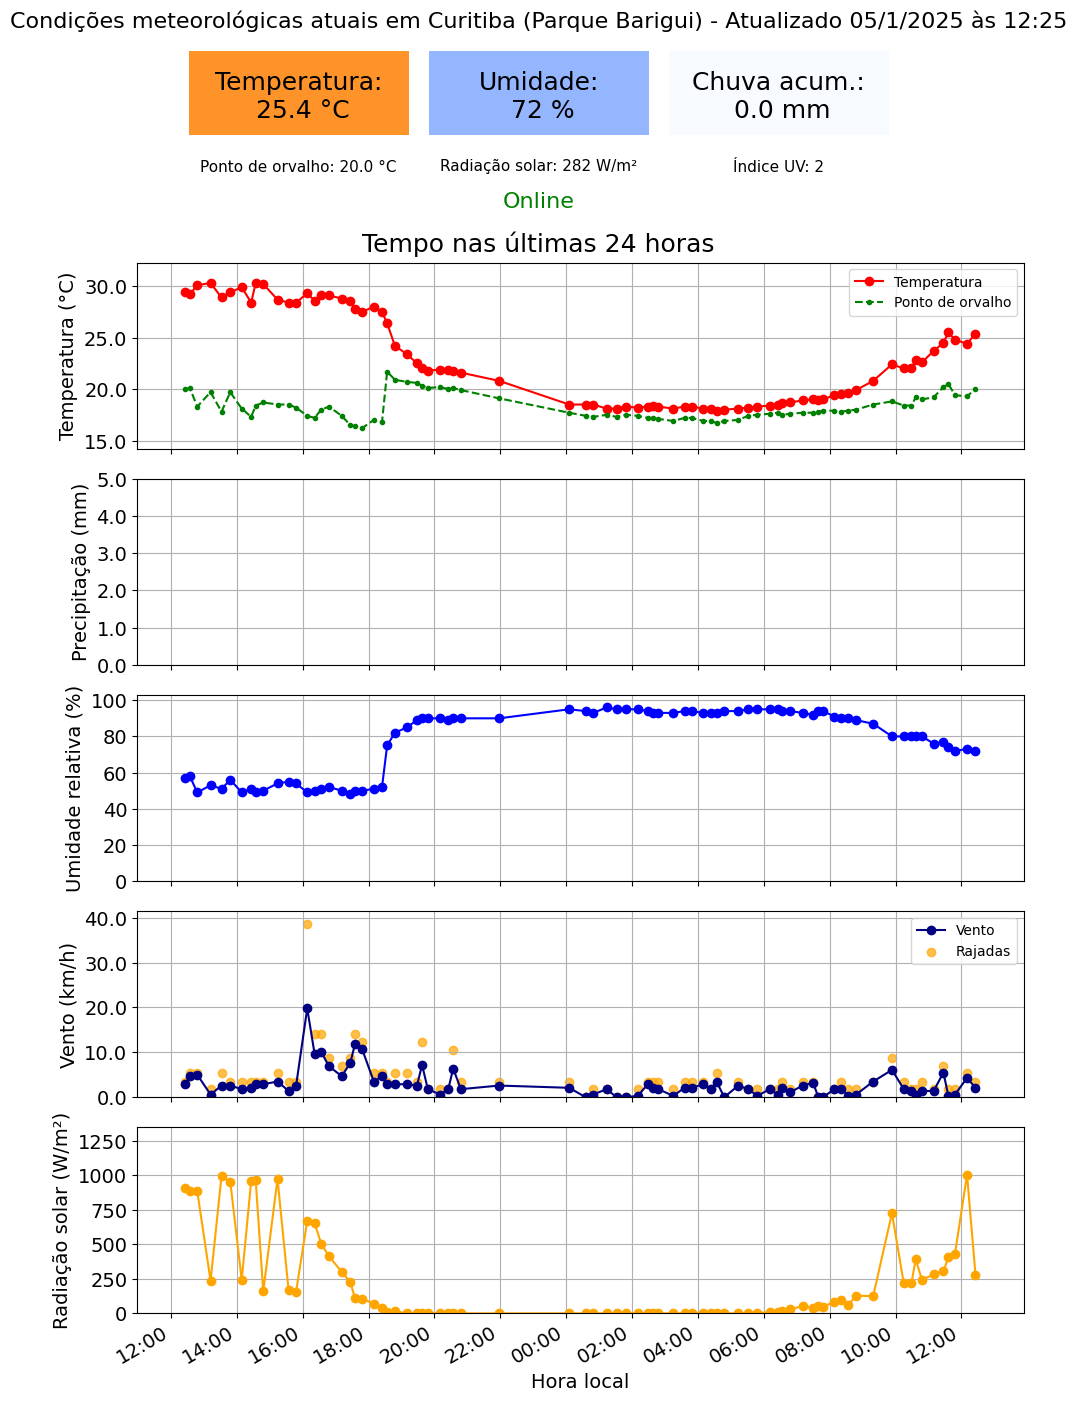 Condições meteorológicas atuais em Curitiba (Parque Barigui) - Atualizado 05/1/2025 às 12:25
Temperatura:
25.4 °C
Umidade:
72 %
Chuva acum.:
0.0 mm
Ponto de orvalho: 20.0 °C
Radiação solar: 282 W/m²
Índice UV: 2
Online
Tempo nas últimas 24 horas
Temperatura (°C)
30.0
25.0
20.0
15.0
Temperatura
Ponto de orvalho
Precipitação (mm)
5.0
4.0
3.0
2.0
1.0
0.0
Umidade relativa (%)
100
80
60
40
20
0
Vento (km/h)
40.0
30.0
20.0
10.0
0.0
Vento
Rajadas
Radiação solar (W/m²)
1250
1000
750
500
250
0
12:00
14:00
16:00
18:00
20:00
22:00
00:00
02:00
04:00
06:00
08:00
10:00
12:00
Hora local